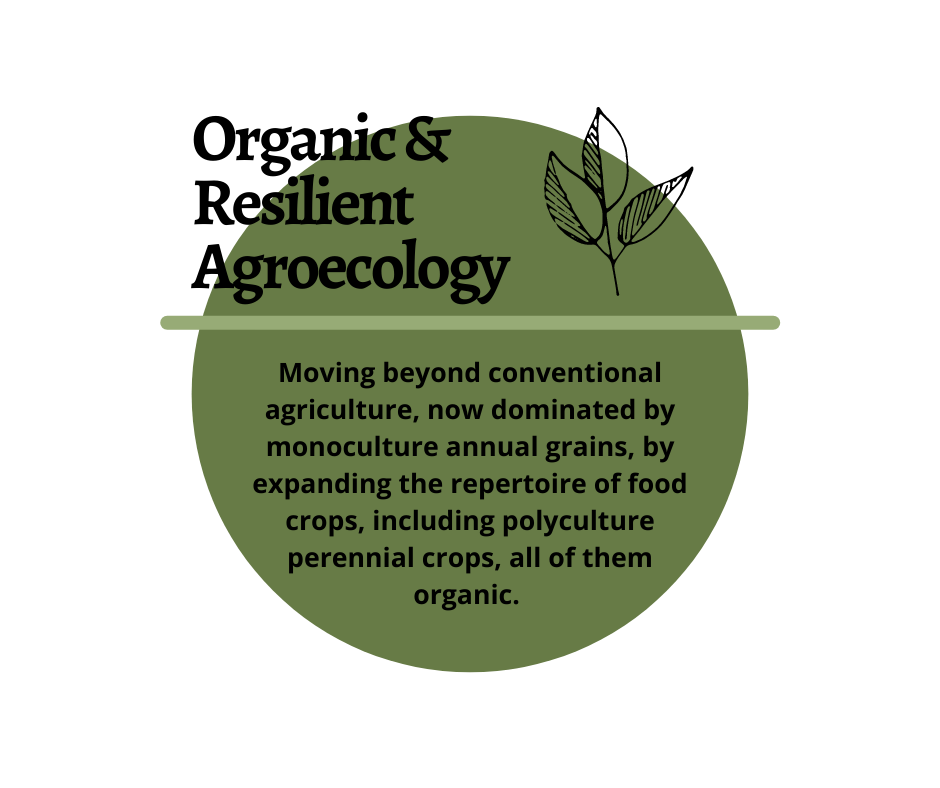 Organic &
Resilient
Agroecology
Moving beyond conventional
agriculture, now dominated by
monoculture annual grains, by
expanding the repertoire of food
crops, including polyculture
perennial crops, all of them
organic.